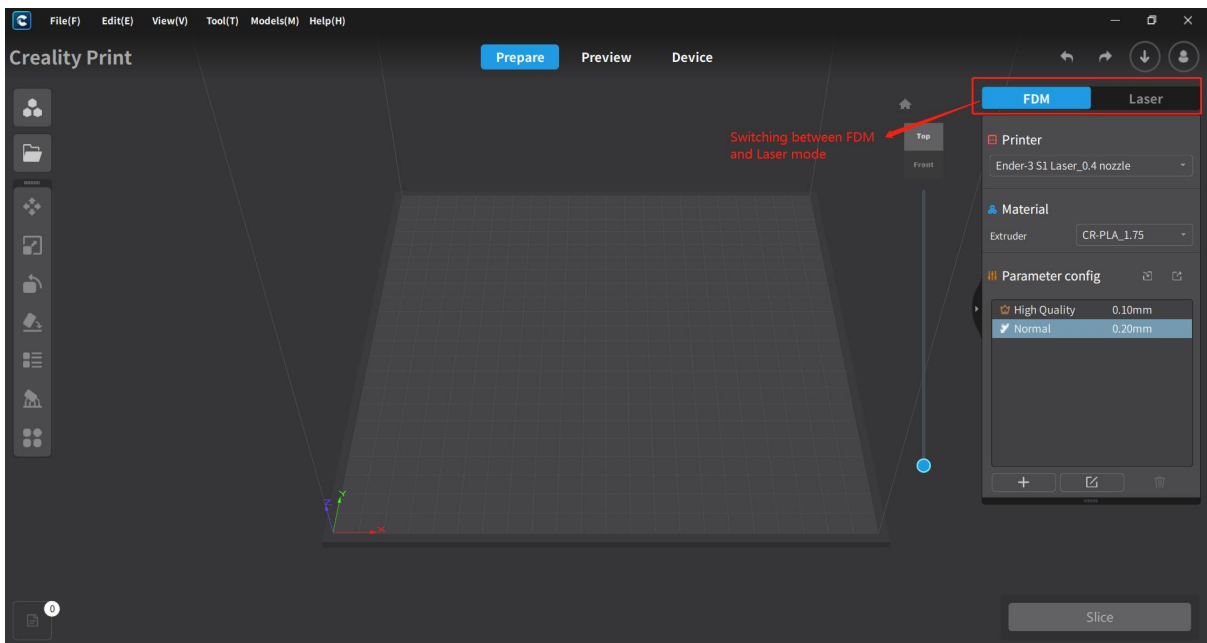 File(F) Edit(E) View(V) Tool(T) Models(M) Help(H)
Creality Print
Prepare Preview Device
FDM Laser
Switching between FDM
and Laser mode
Top
Front
Printer
Ender-3 S1 Laser_0.4 nozzle
Material
Extruder CR-PLA_1.75
Parameter config
High Quality 0.10mm
Normal 0.20mm
Z
Y
X
0
Slice